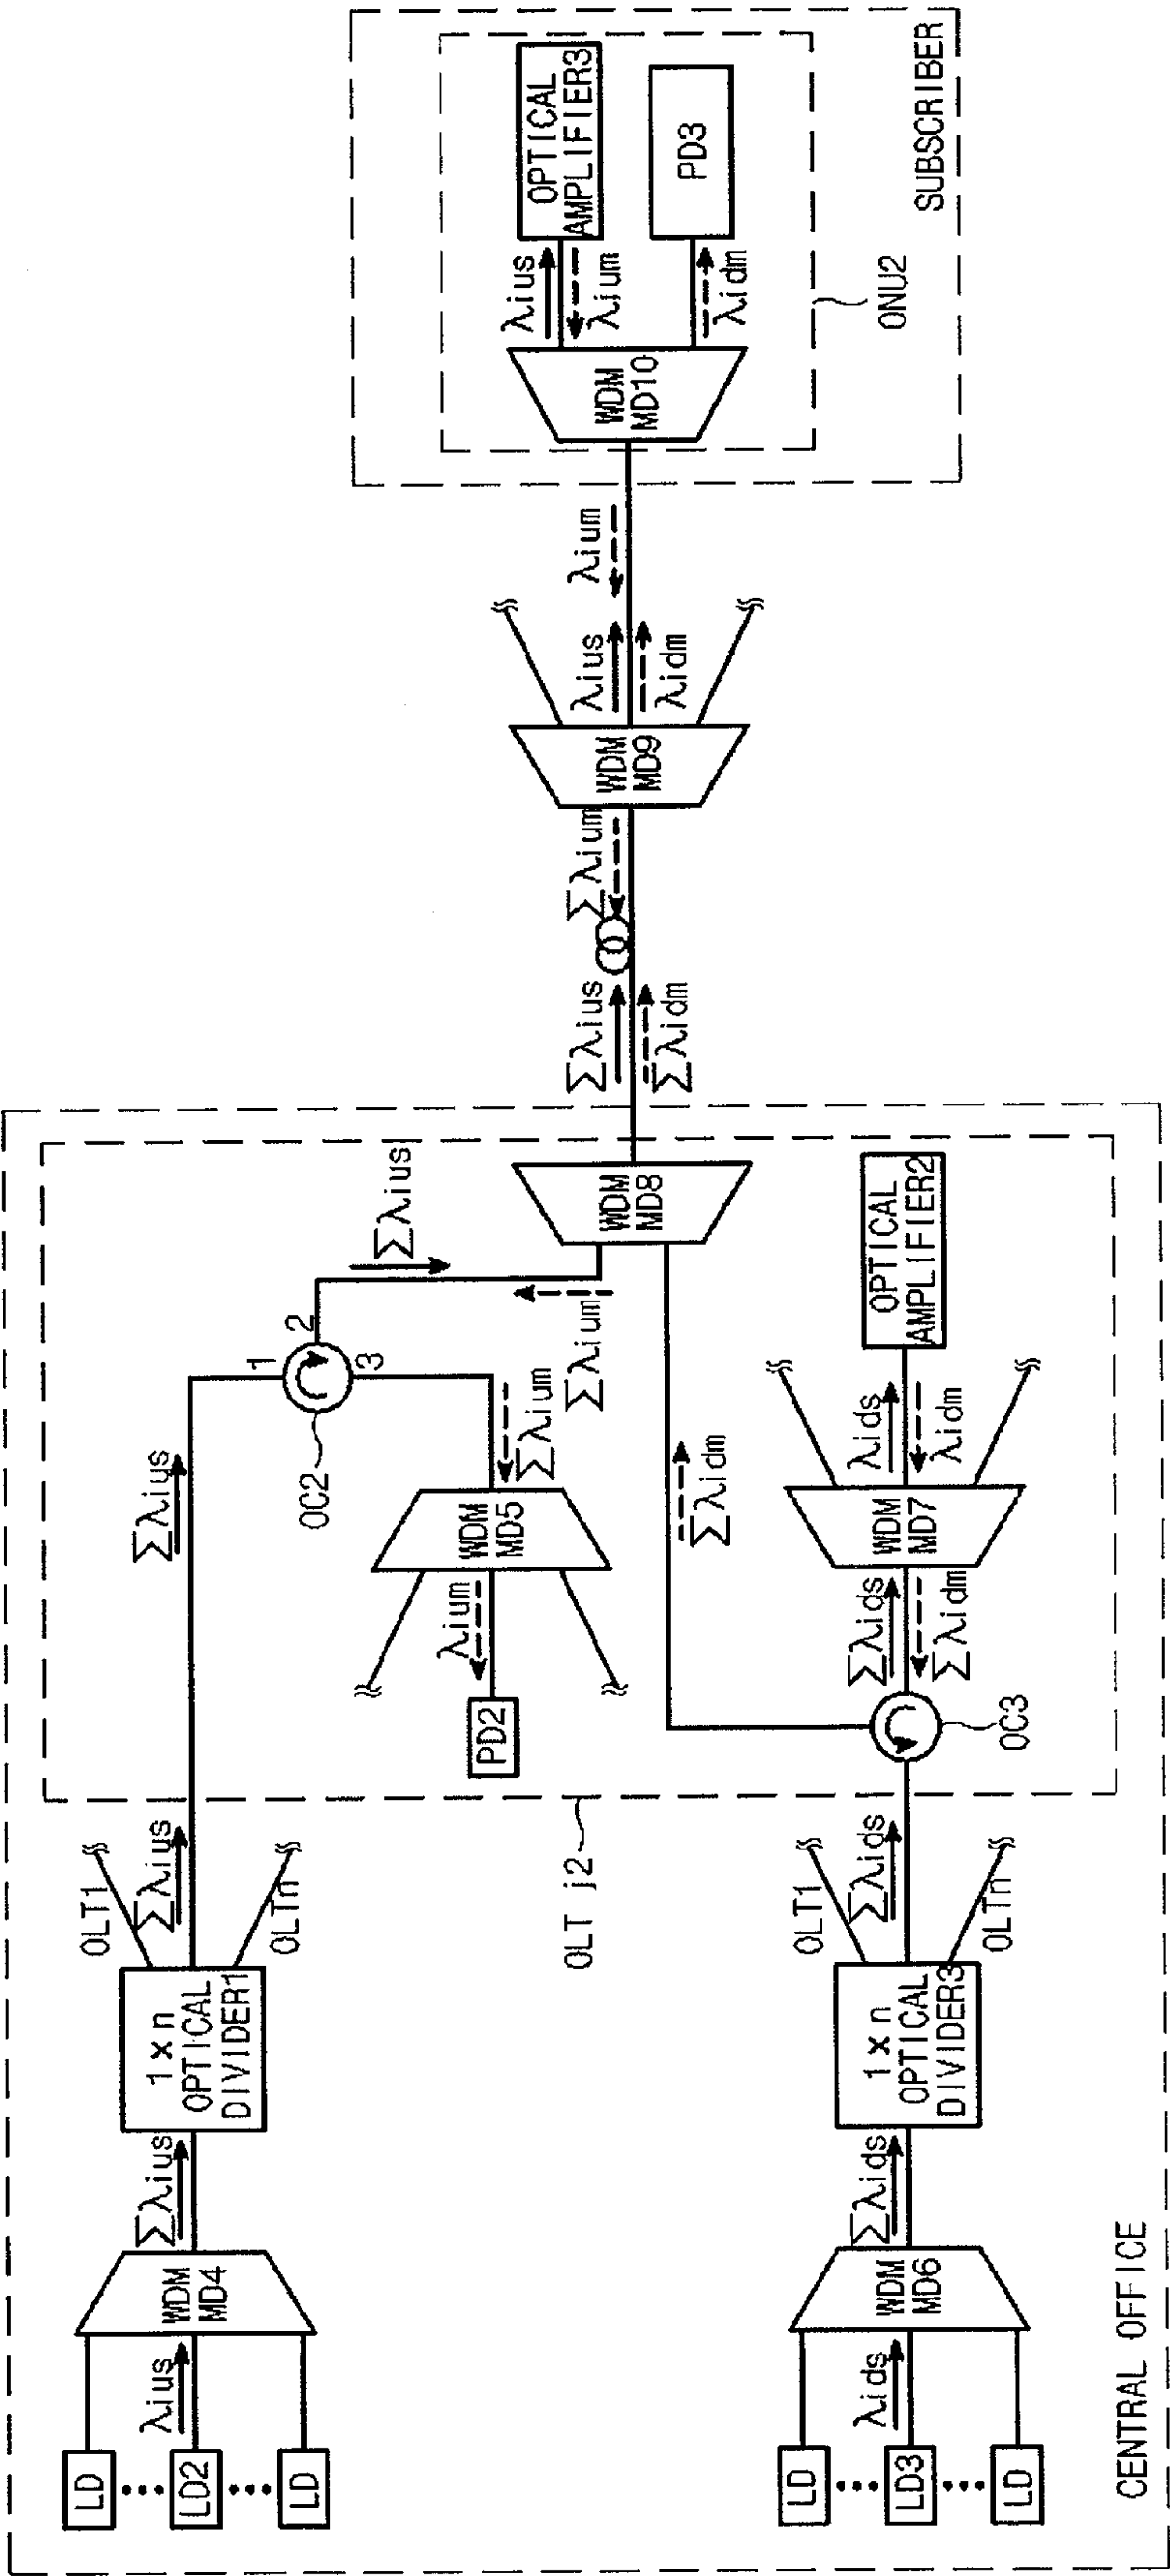 LD
LD2
LD
λius
WDM
MD4
Σλius
1×n
OPTICAL
DIVIDER1
OLT1
Σλius
OLTn
Σλius
1
2
3
OC2
Σλius
Σλium
Σλium
WDM
MD5
λium
PD2
OLT j2
LD
LD3
LD
λids
WDM
MD6
Σλids
1×n
OPTICAL
DIVIDER3
OLT1
Σλids
OLTn
OC3
Σλids
Σλidm
WDM
MD7
λids
λidm
OPTICAL
AMPLIFIER2
Σλidm
WDM
MD8
CENTRAL OFFICE
Σλius
Σλidm
Σλium
WDM
MD9
λius
λidm
λium
WDM
MD10
λius
λium
λidm
OPTICAL
AMPLIFIER3
PD3
ONU2
SUBSCRIBER